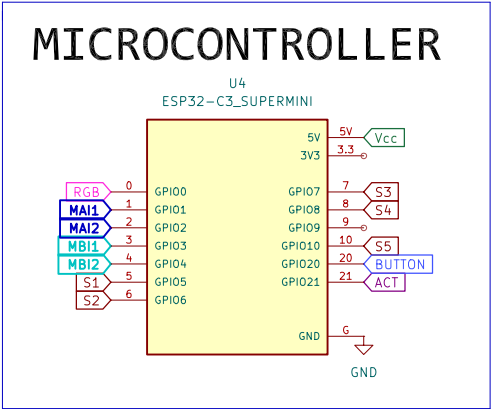 MICROCONTROLLER
U4
ESP32-C3_SUPERMINI
5V 5V Vcc
3V3 3.3
RGB 0 GPIO0 GPIO7 7 S3
MAI1 1 GPIO1 GPIO8 8 S4
MAI2 2 GPIO2 GPIO9 9
MBI1 3 GPIO3 GPIO10 10 S5
MBI2 4 GPIO4 GPIO20 20 BUTTON
S1 5 GPIO5 GPIO21 21 ACT
S2 6 GPIO6
GND G
GND